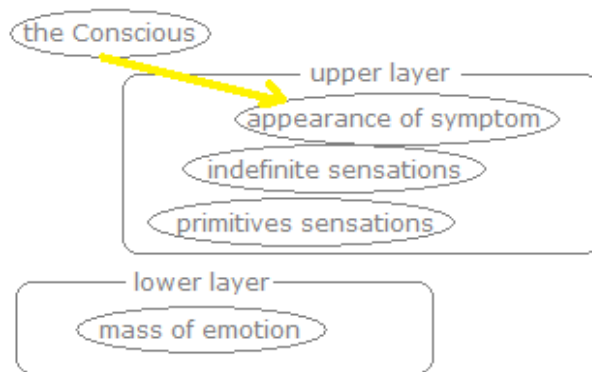 the Conscious
upper layer
appearance of symptom
indefinite sensations
primitives sensations
lower layer
mass of emotion